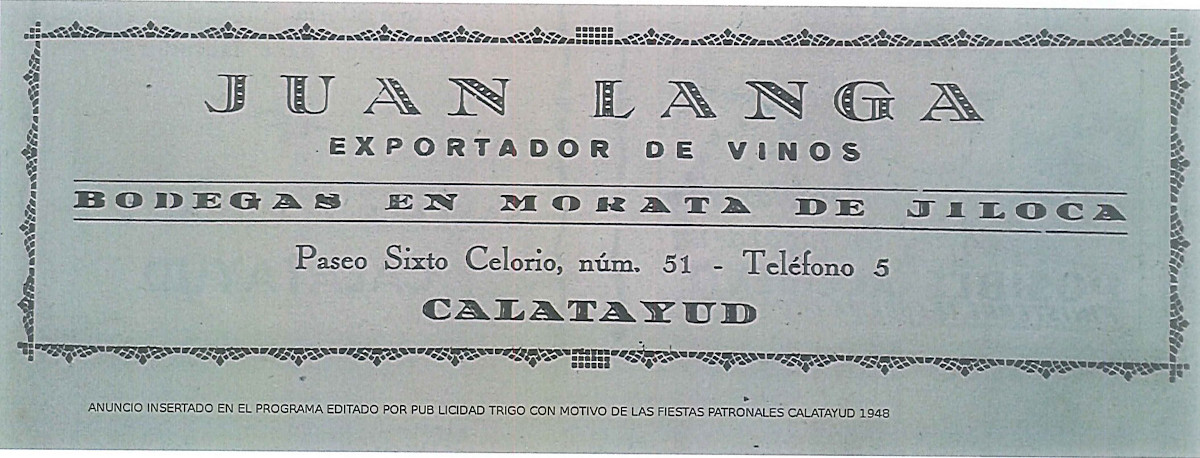 JUAN LANGA
EXPORTADOR DE VINOS
BODEGAS EN MORATA DE JILOCA
Paseo Sixto Celorio, núm. 51 - Teléfono 5
CALATAYUD
ANUNCIO INSERTADO EN EL PROGRAMA EDITADO POR PUB LICIDAD TRIGO CON MOTIVO DE LAS FIESTAS PATRONALES CALATAYUD 1948